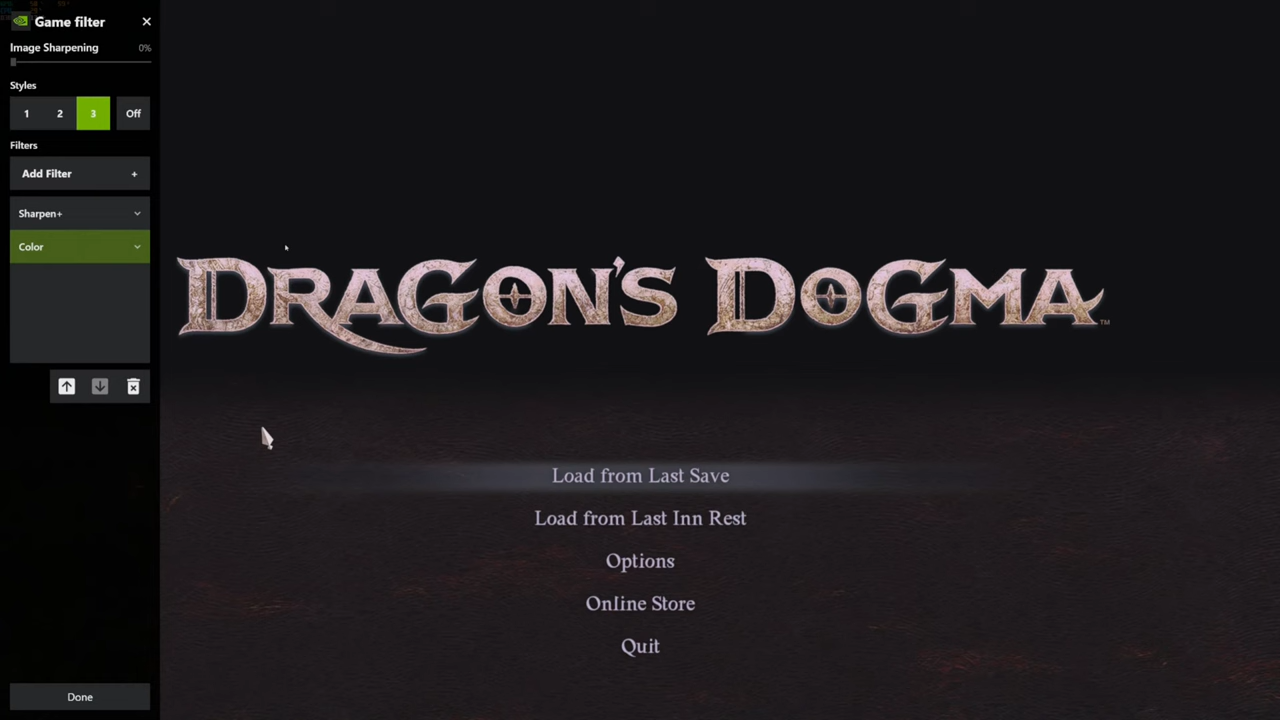 Game filter
Image Sharpening 0%
Styles
1 2 3 Off
Filters
Add Filter +
Sharpen+
Color
DRAGON'S DOGMA™
Load from Last Save
Load from Last Inn Rest
Options
Online Store
Quit
Done